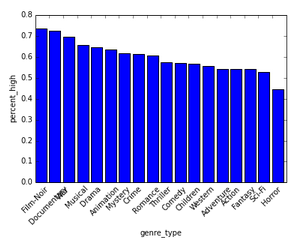 0.8
0.7
0.6
0.5
0.4
0.3
0.2
0.1
0.0
percent_high
Film-Noir
Documentary
War
Musical
Drama
Animation
Mystery
Crime
Romance
Thriller
Comedy
Children
Western
Adventure
Action
Fantasy
Sci-Fi
Horror
genre_type